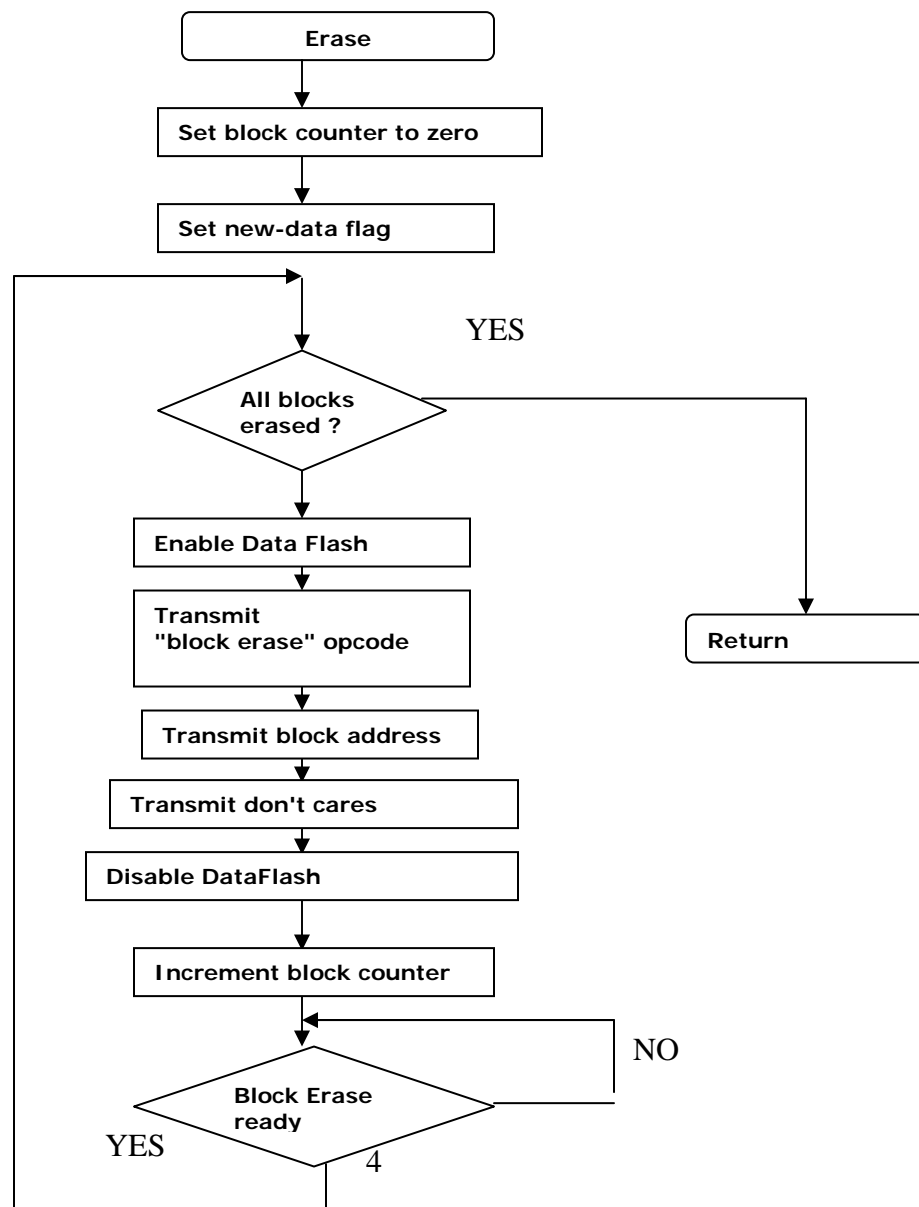 Erase
Set block counter to zero
Set new-data flag
YES
All blocks
erased ?
Enable Data Flash
Transmit
"block erase" opcode
Return
Transmit block address
Transmit don't cares
Disable DataFlash
Increment block counter
NO
Block Erase
ready
YES
4